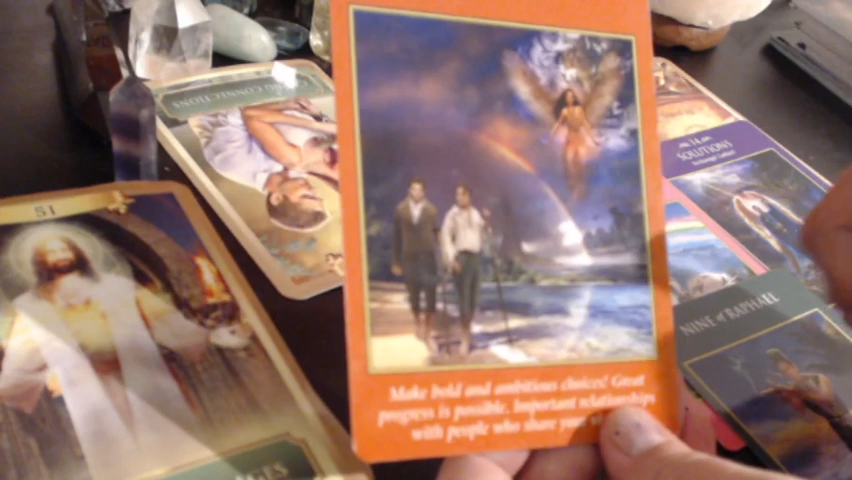 51
CONNECTIONS
14
SOLUTIONS
NINE of RAPHAEL
Make bold and ambitious choices! Great
progress is possible. Important relationships
with people who share your